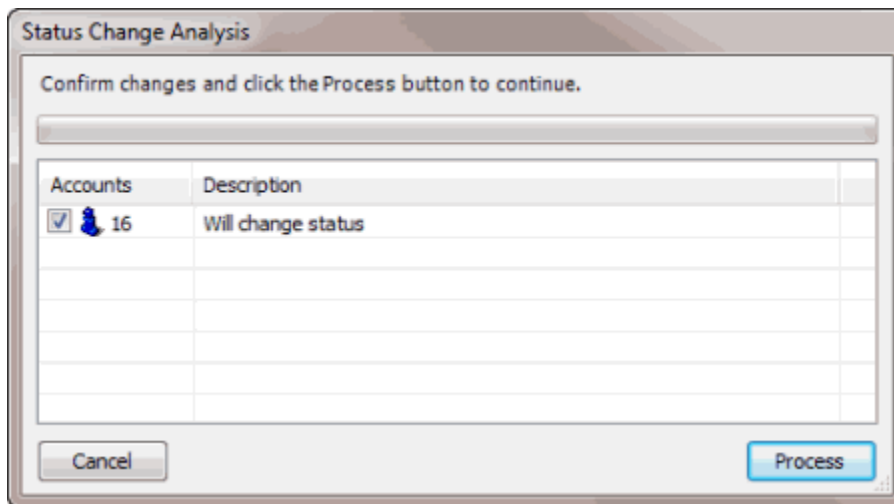 Status Change Analysis
Confirm changes and click the Process button to continue.
Accounts Description
16 Will change status
Cancel Process